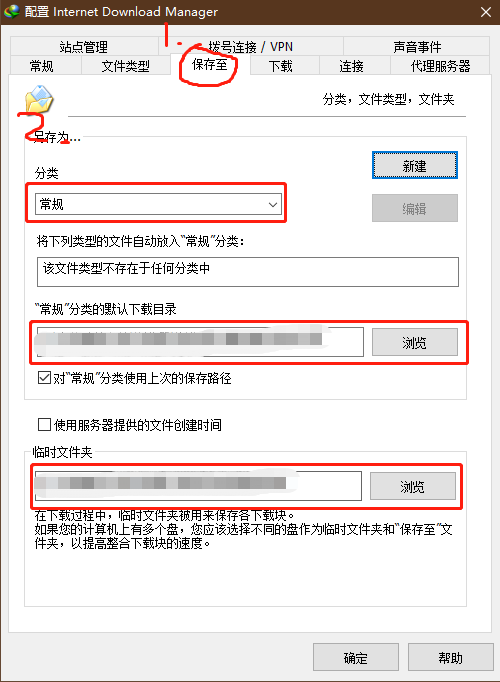 配置 Internet Download Manager
站点管理
拨号连接 / VPN
声音事件
常规
文件类型
保存至
下载
连接
代理服务器
1
分类，文件类型，文件夹
2
另存为...
新建
分类
常规
编辑
将下列类型的文件自动放入“常规”分类：
该文件类型不存在于任何分类中
“常规”分类的默认下载目录
浏览
对“常规”分类使用上次的保存路径
使用服务器提供的文件创建时间
临时文件夹
浏览
在下载过程中，临时文件夹被用来保存各下载块。
如果您的计算机上有多个盘，您应该选择不同的盘作为临时文件夹和“保存至”文
件夹，以提高整合下载块的速度。
确定
帮助